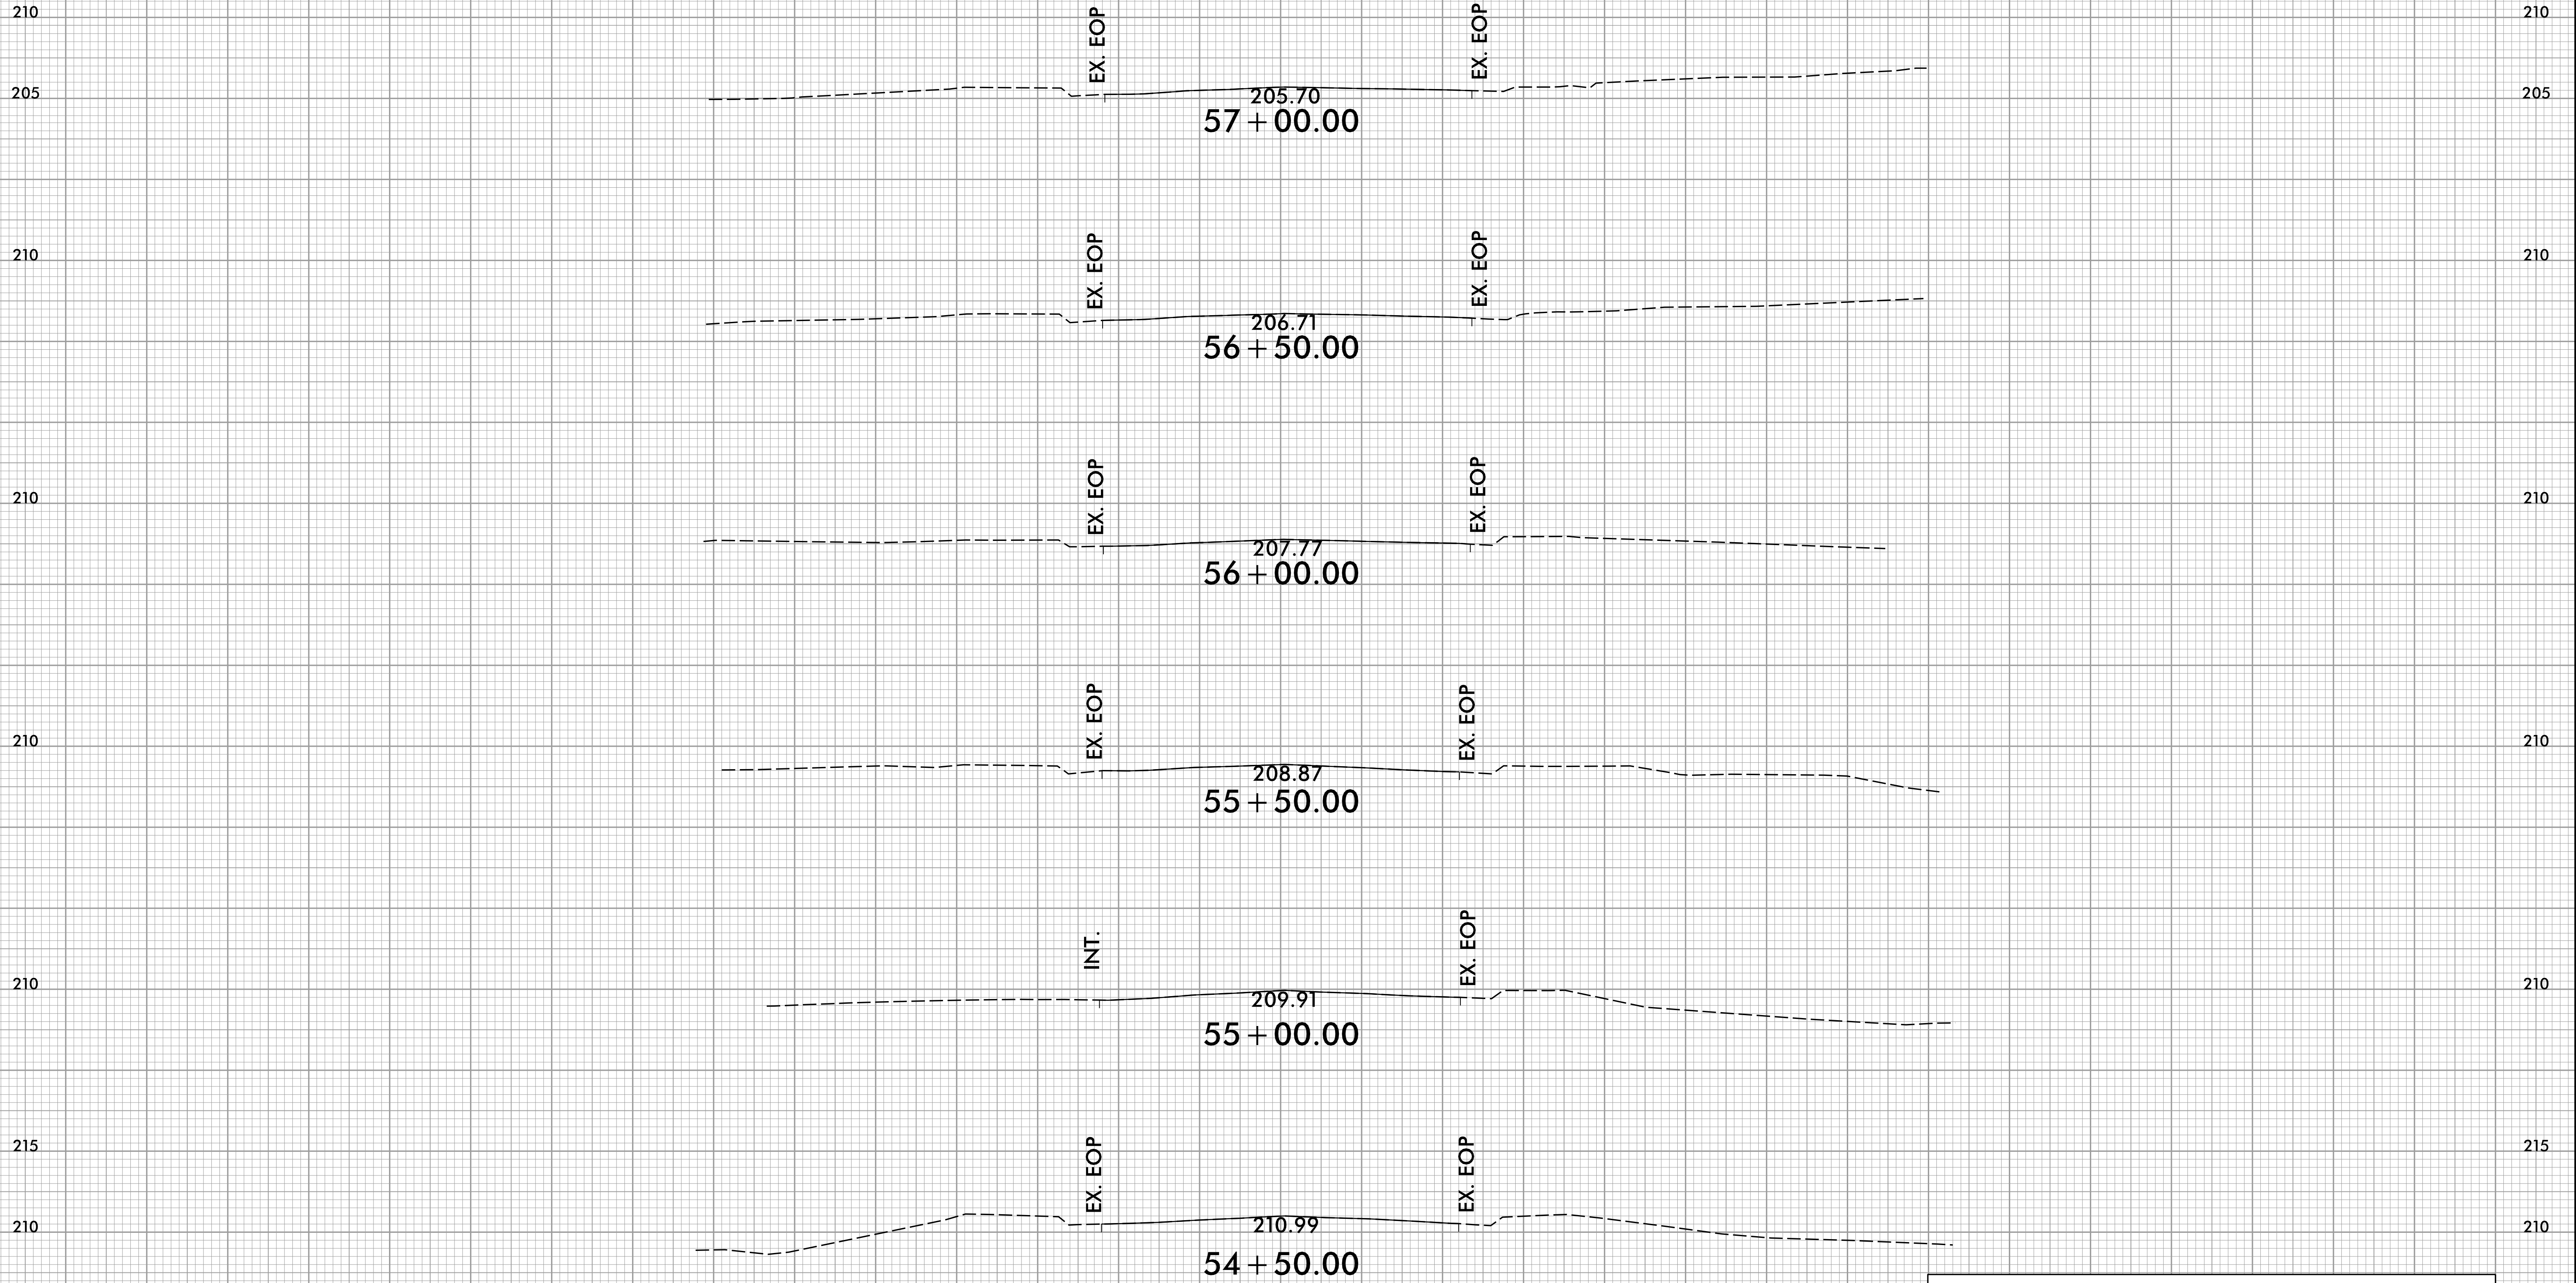 210 EX. EOP EX. EOP 210
205 205.70 205
57+00.00
EX. EOP EX. EOP
210 210
206.71
56+50.00
EX. EOP EX. EOP
210 210
207.77
56+00.00
EX. EOP EX. EOP
210 210
208.87
55+50.00
INT. EX. EOP
210 210
209.91
55+00.00
215 EX. EOP EX. EOP 215
210 210.99 210
54+50.00